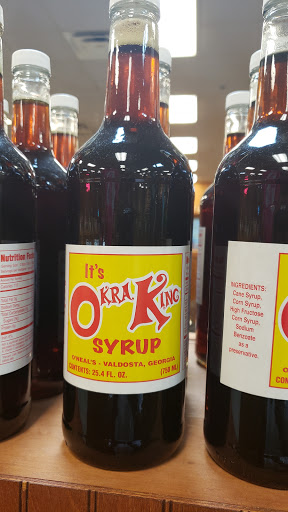 Nutrition Facts
It's
OKRA KING
SYRUP
O'NEAL'S - VALDOSTA, GEORGIA
CONTENTS: 25.4 FL. OZ. (750 ML)
INGREDIENTS:
Cane Syrup,
Corn Syrup,
High Fructose
Corn Syrup,
Sodium
Benzoate
as a
preservative.
O
CON